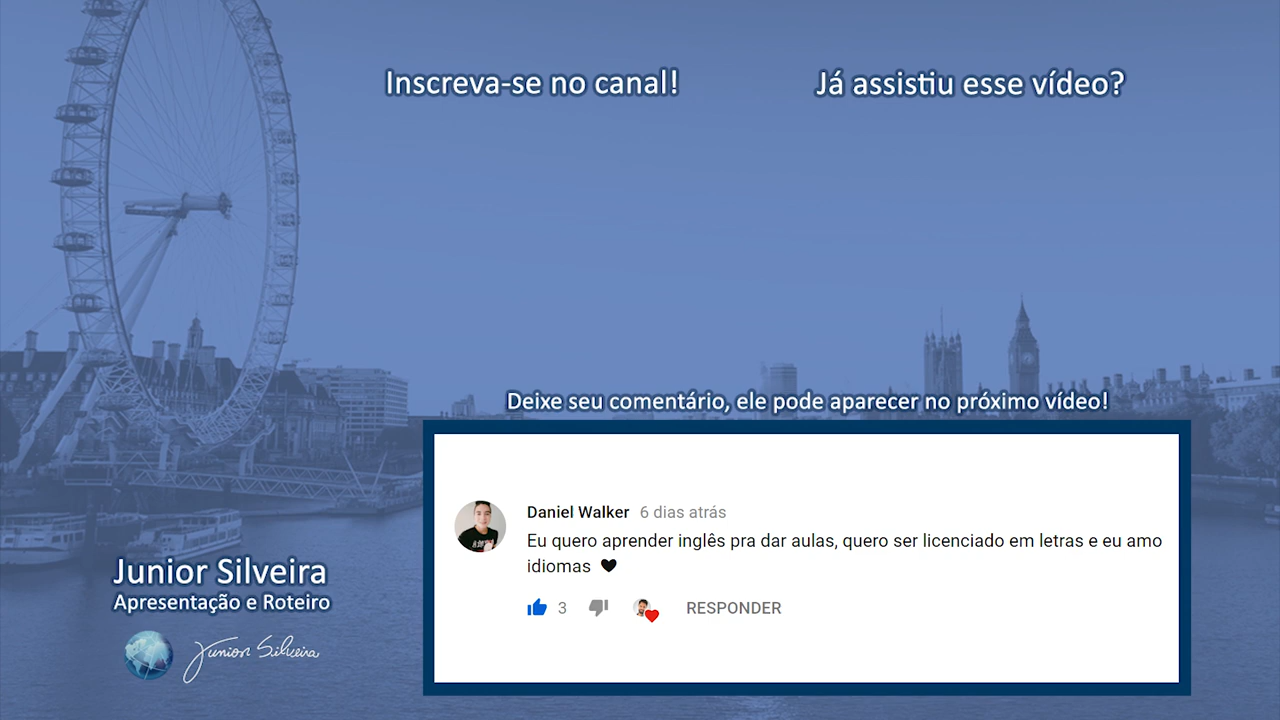 Inscreva-se no canal!
Já assistiu esse vídeo?
Deixe seu comentário, ele pode aparecer no próximo vídeo!
Daniel Walker 6 dias atrás
Eu quero aprender inglês pra dar aulas, quero ser licenciado em letras e eu amo
idiomas 🖤
3
RESPONDER
Junior Silveira
Apresentação e Roteiro
Junior Silveira